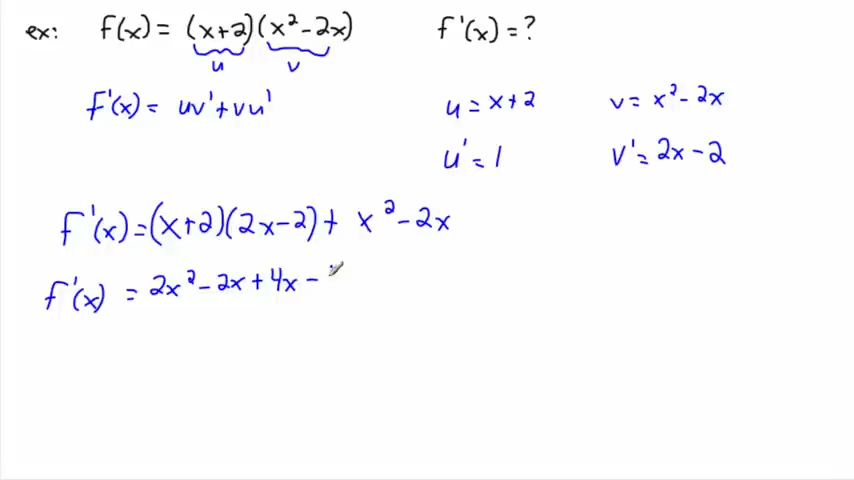 ex: f(x) = (x+2)(x² - 2x) f'(x) = ?
u v
f'(x) = uv' + vu' u = x + 2 v = x² - 2x
u' = 1 v' = 2x - 2
f'(x) = (x+2)(2x-2) + x² - 2x
f'(x) = 2x² - 2x + 4x -